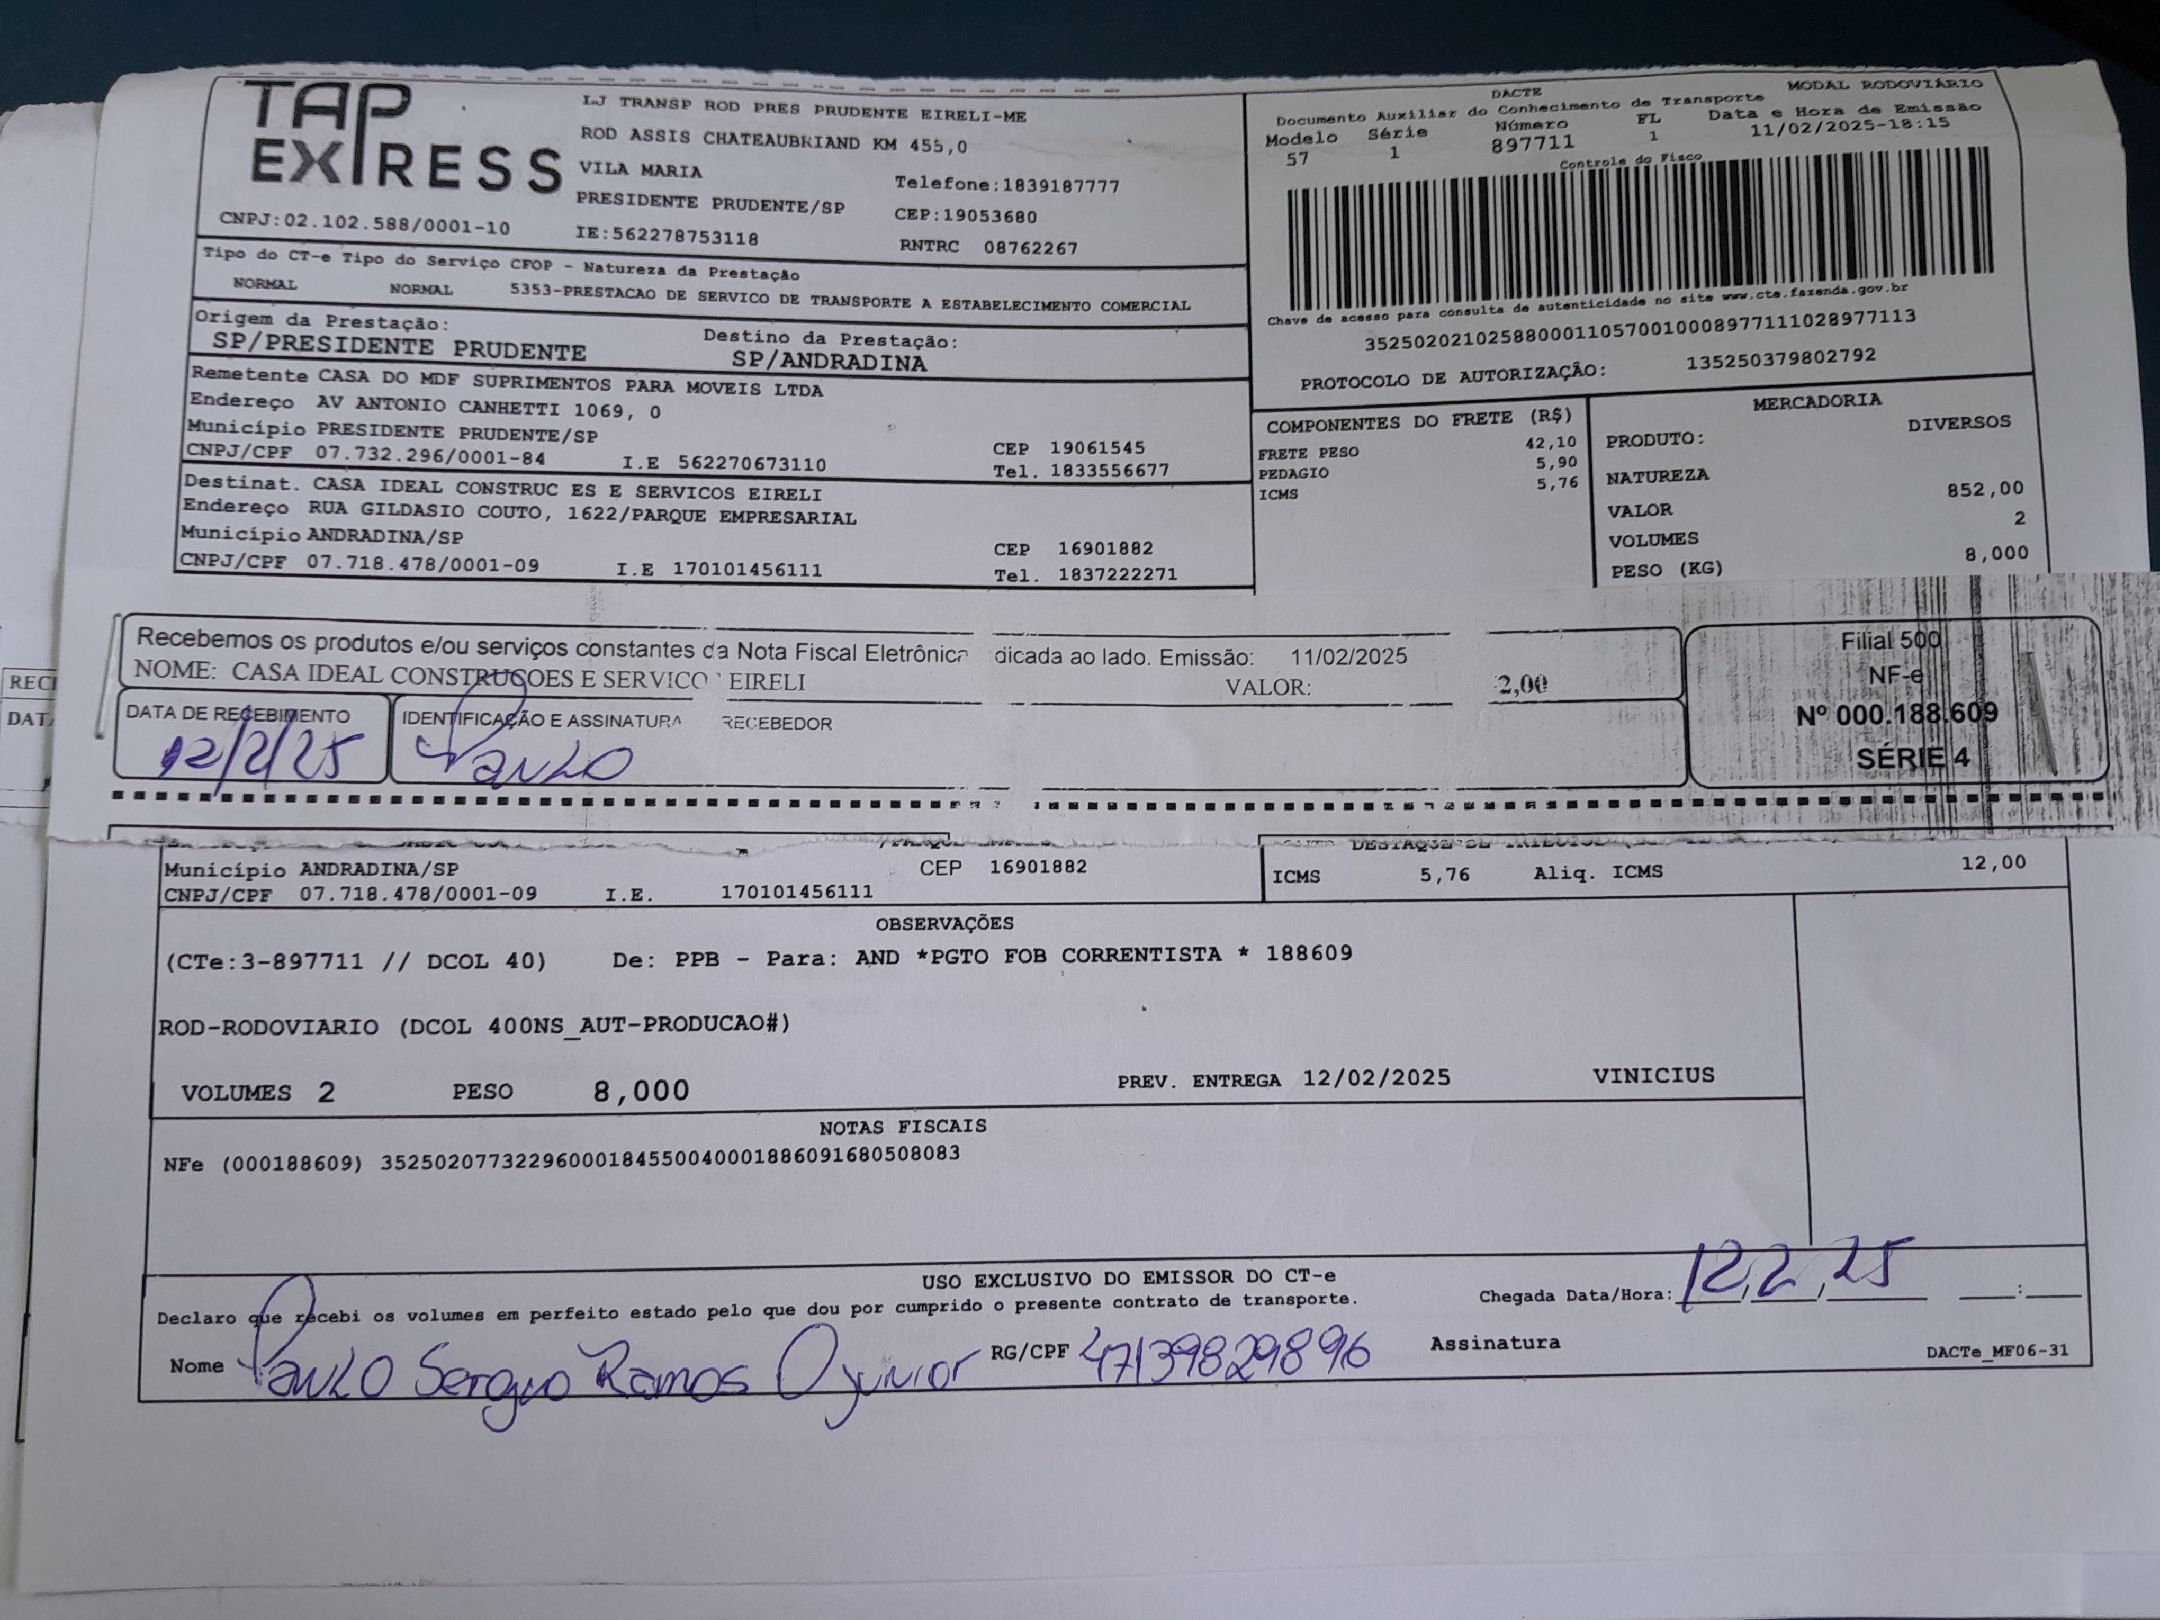 TAP EXPRESS
LJ TRANSP ROD PRES PRUDENTE EIRELI-ME
ROD ASSIS CHATEAUBRIAND KM 455,0
VILA MARIA
Telefone:1839187777
PRESIDENTE PRUDENTE/SP
CEP:19053680
CNPJ:02.102.588/0001-10
IE:562278753118
RNTRC 08762267
DACTE MODAL RODOVIÁRIO
Documento Auxiliar do Conhecimento de Transporte
Modelo Série Número FL Data e Hora de Emissão
57 1 897711 1 11/02/2025-18:15
Controle do Fisco
Chave de acesso para consulta de autenticidade no site www.cte.fazenda.gov.br
35250202102588000110570010008977111028977113
PROTOCOLO DE AUTORIZAÇÃO: 135250379802792
Tipo do CT-e Tipo do Serviço CFOP - Natureza da Prestação
NORMAL NORMAL 5353-PRESTACAO DE SERVICO DE TRANSPORTE A ESTABELECIMENTO COMERCIAL
Origem da Prestação: Destino da Prestação:
SP/PRESIDENTE PRUDENTE SP/ANDRADINA
Remetente CASA DO MDF SUPRIMENTOS PARA MOVEIS LTDA
Endereço AV ANTONIO CANHETTI 1069, 0
Município PRESIDENTE PRUDENTE/SP CEP 19061545
CNPJ/CPF 07.732.296/0001-84 I.E 562270673110 Tel. 1833556677
Destinat. CASA IDEAL CONSTRUC ES E SERVICOS EIRELI
Endereço RUA GILDASIO COUTO, 1622/PARQUE EMPRESARIAL
Município ANDRADINA/SP CEP 16901882
CNPJ/CPF 07.718.478/0001-09 I.E 170101456111 Tel. 1837222271
COMPONENTES DO FRETE (R$)
FRETE PESO 42,10
PEDAGIO 5,90
ICMS 5,76
MERCADORIA
PRODUTO: DIVERSOS
NATUREZA
VALOR 852,00
VOLUMES 2
PESO (KG) 8,000
Recebemos os produtos e/ou serviços constantes da Nota Fiscal Eletrônica dicada ao lado. Emissão: 11/02/2025
NOME: CASA IDEAL CONSTRUCOES E SERVICO EIRELI VALOR: 2,00
DATA DE RECEBIMENTO IDENTIFICAÇÃO E ASSINATURA RECEBEDOR
12/2/25 Paulo
Filial 500
NF-e
Nº 000.188.609
SÉRIE 4
RECE
DATA
Município ANDRADINA/SP CEP 16901882
CNPJ/CPF 07.718.478/0001-09 I.E. 170101456111
ICMS 5,76 Aliq. ICMS 12,00
OBSERVAÇÕES
(CTe:3-897711 // DCOL 40) De: PPB - Para: AND *PGTO FOB CORRENTISTA * 188609
ROD-RODOVIARIO (DCOL 400NS_AUT-PRODUCAO#)
VOLUMES 2 PESO 8,000 PREV. ENTREGA 12/02/2025 VINICIUS
NOTAS FISCAIS
NFe (000188609) 35250207732296000184550040001886091680508083
USO EXCLUSIVO DO EMISSOR DO CT-e
Declaro que recebi os volumes em perfeito estado pelo que dou por cumprido o presente contrato de transporte.
Chegada Data/Hora: 12,2,25 :
Nome Paulo Sergio Ramos O Junior RG/CPF 47139829896 Assinatura
DACTe_MF06-31